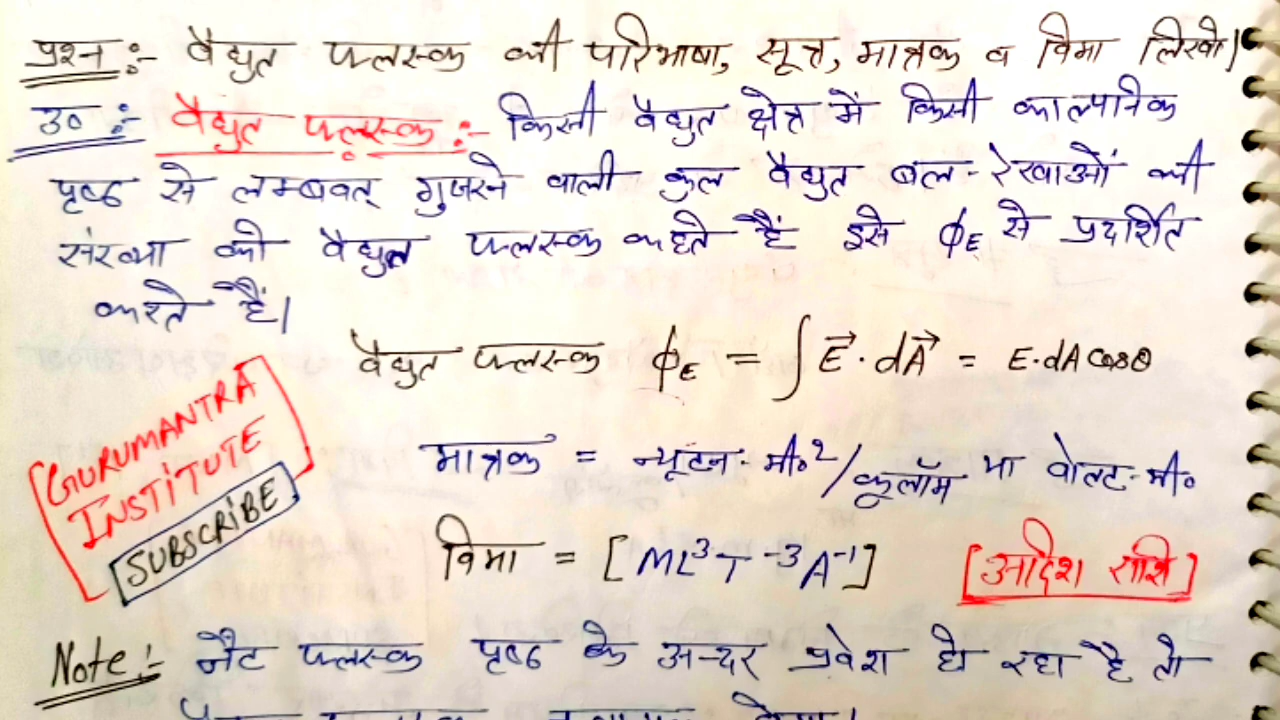 प्रश्न :- वैद्युत फ्लक्स की परिभाषा, सूत्र, मात्रक व विमा लिखो।
उ० :- वैद्युत फ्लक्स :- किसी वैद्युत क्षेत्र में किसी काल्पनिक
पृष्ठ से लम्बवत् गुजरने वाली कुल वैद्युत बल-रेखाओं की
संख्या को वैद्युत फ्लक्स कहते हैं इसे ϕE से प्रदर्शित
करते हैं।
वैद्युत फ्लक्स ϕE = ∫ E⃗ · dA⃗ = E·dA cosθ
मात्रक = न्यूटन-मी०²/कूलॉम या वोल्ट-मी०
विमा = [ML³T⁻³A⁻¹] [अदिश राशि]
GURUMANTRA
INSTITUTE
SUBSCRIBE
Note :- नेट फ्लक्स पृष्ठ के अन्दर प्रवेश हो रहा है तो